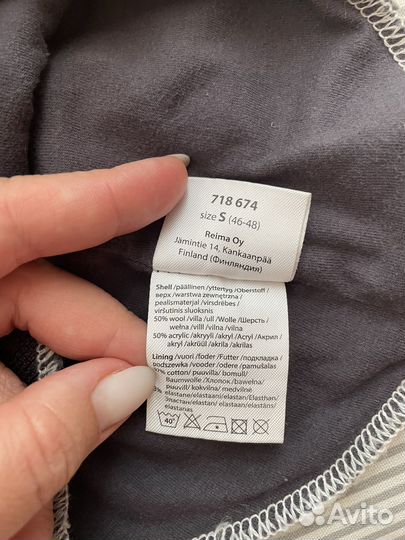 718 674
size S (46-48)
Reima Oy
Jämintie 14, Kankaanpää
Finland (Финляндия)
Shell/päällinen /yttertyg /Oberstoff/
верх /warstwa zewnętrzna /
pealismaterjal /virsdrēbes/
viršutinis sluoksnis
50% wool /villa /ull /Wolle /Шерсть /
wełna /vill /vilna /vilna
50% acrylic /akryyli /akryl /Acryl /Акрил /
akryl /akrüül /akrils /akrilas
Lining /vuori /foder /Futter /подкладка /
podszewka /vooder /odere /pamušalas
cotton/ puuvilla /bomull/
Baumwolle /Хлопок /bawełna/
puuvill / kokvilna / medvilnė
elastane/elastaani/elastan/Elasthan/
эластан/elastan/elastaan/elastāns/
elastanas
40°
Avito